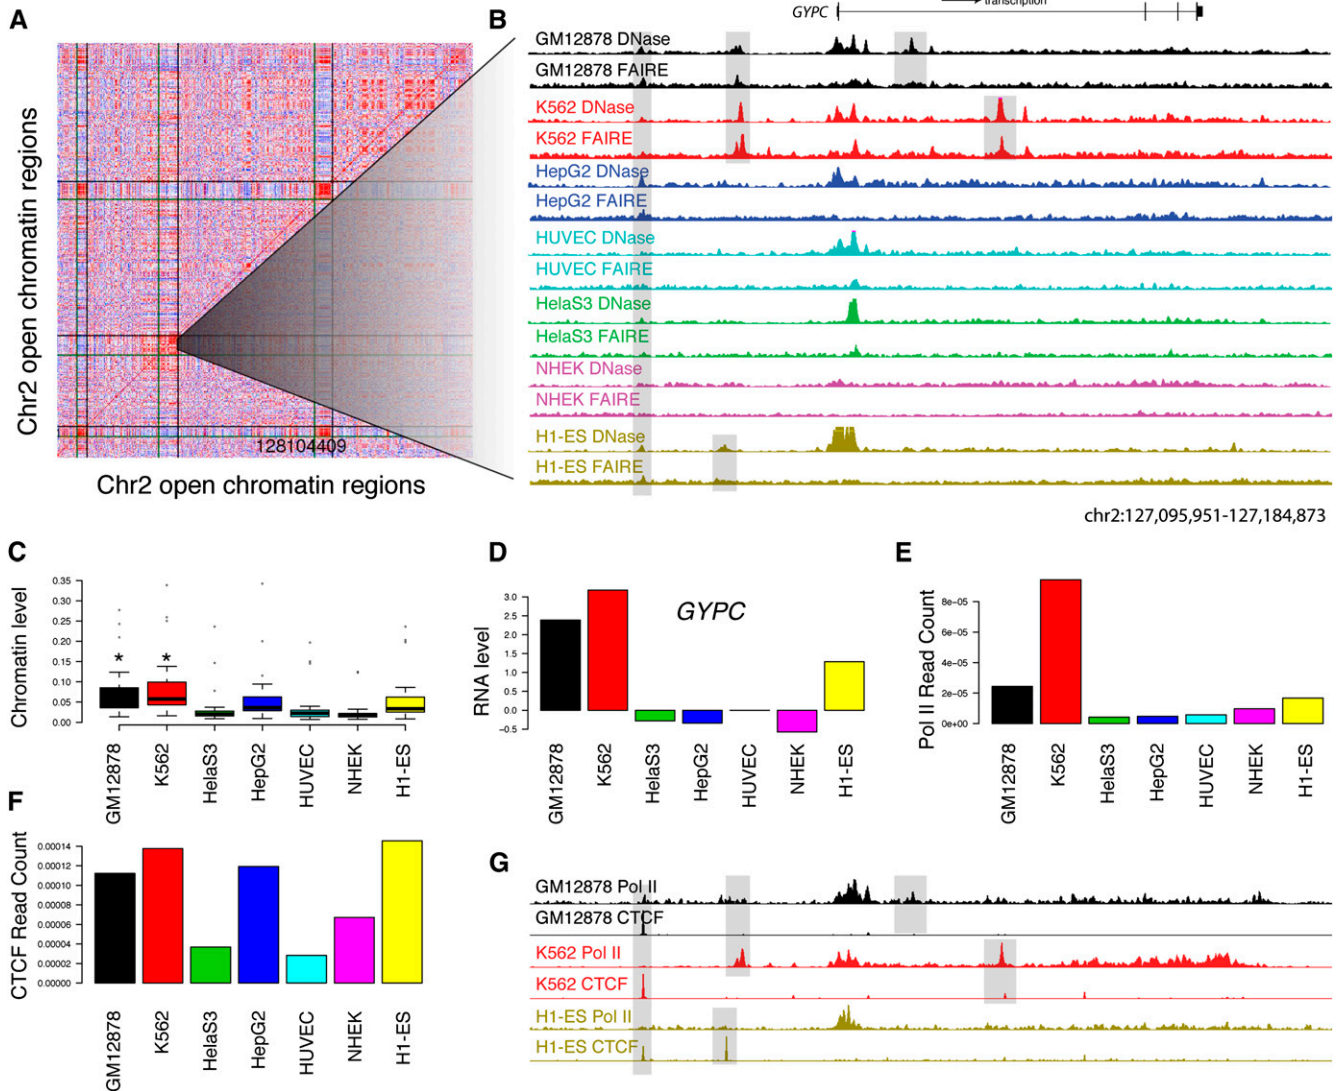 A
B
GYPC
transcription
GM12878 DNase
GM12878 FAIRE
K562 DNase
K562 FAIRE
HepG2 DNase
HepG2 FAIRE
HUVEC DNase
HUVEC FAIRE
HelaS3 DNase
HelaS3 FAIRE
NHEK DNase
NHEK FAIRE
H1-ES DNase
H1-ES FAIRE
chr2:127,095,951-127,184,873
Chr2 open chromatin regions
128104409
Chr2 open chromatin regions
C
Chromatin level
0.35
0.30
0.25
0.20
0.15
0.10
0.05
0.00
* *
GM12878
K562
HelaS3
HepG2
HUVEC
NHEK
H1-ES
D
GYPC
RNA level
3.0
2.5
2.0
1.5
1.0
0.5
0.0
−0.5
GM12878
K562
HelaS3
HepG2
HUVEC
NHEK
H1-ES
E
Pol II Read Count
8e−05
6e−05
4e−05
2e−05
0e+00
GM12878
K562
HelaS3
HepG2
HUVEC
NHEK
H1-ES
F
CTCF Read Count
0.00014
0.00012
0.00010
0.00008
0.00006
0.00004
0.00002
0.00000
GM12878
K562
HelaS3
HepG2
HUVEC
NHEK
H1-ES
G
GM12878 Pol II
GM12878 CTCF
K562 Pol II
K562 CTCF
H1-ES Pol II
H1-ES CTCF